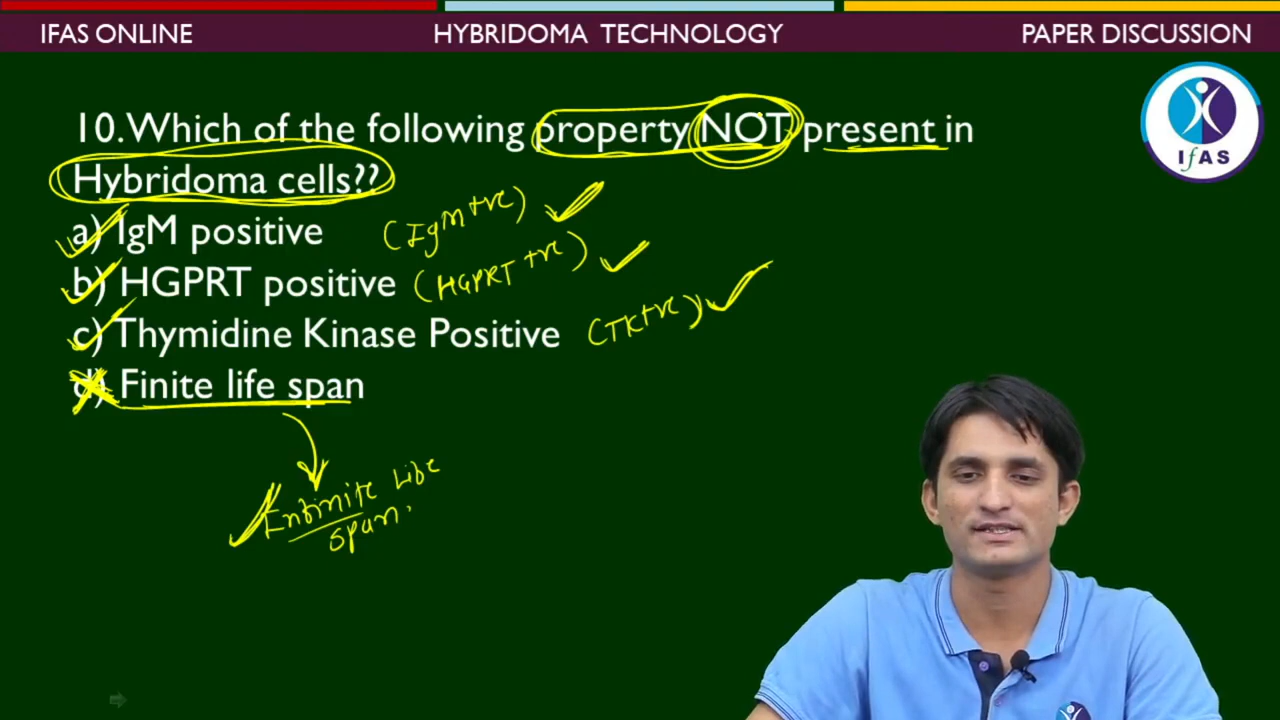 IFAS ONLINE
HYBRIDOMA TECHNOLOGY
PAPER DISCUSSION
IfAS
10. Which of the following property NOT present in
Hybridoma cells??
a) IgM positive (IgM +ve)
b) HGPRT positive (HGPRT +ve)
c) Thymidine Kinase Positive (TK +ve)
d) Finite life span
Infinite Life
span.